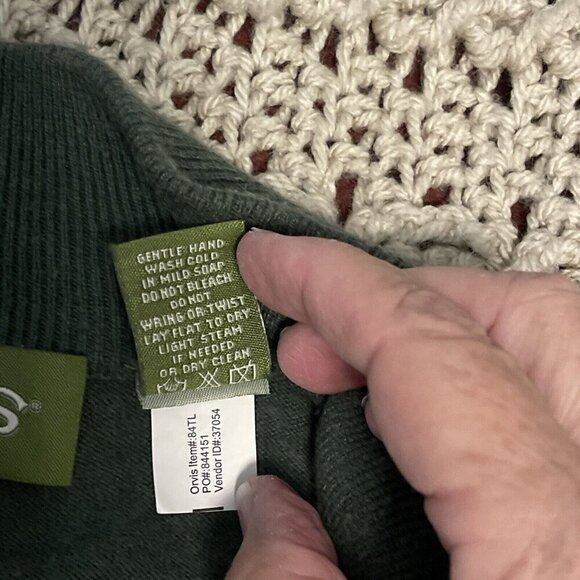 GENTLE HAND
WASH COLD
IN MILD SOAP
DO NOT BLEACH
DO NOT
WRING OR TWIST
LAY FLAT TO DRY
LIGHT STEAM
IF NEEDED
OR DRY CLEAN
S®
Orvis Item#:84TL
PO#:844151
Vendor ID#:37054